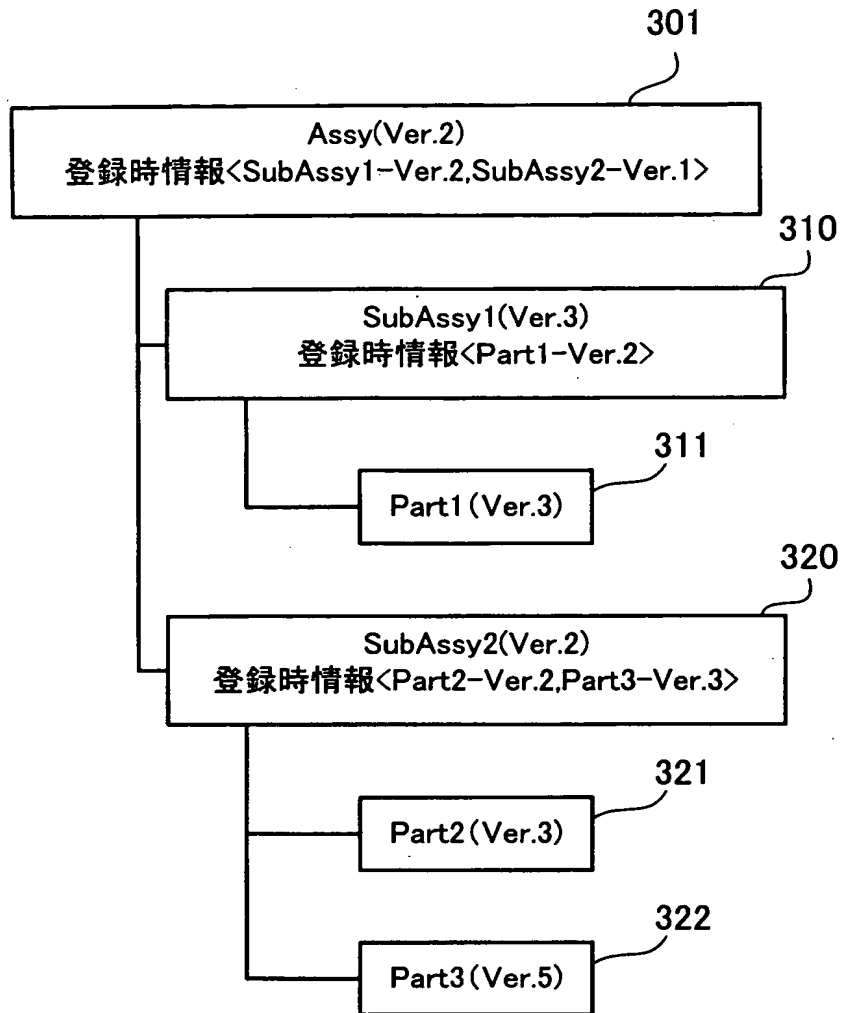 301
Assy(Ver.2)
登録時情報<SubAssy1-Ver.2,SubAssy2-Ver.1>
310
SubAssy1(Ver.3)
登録時情報<Part1-Ver.2>
311
Part1(Ver.3)
320
SubAssy2(Ver.2)
登録時情報<Part2-Ver.2,Part3-Ver.3>
321
Part2(Ver.3)
322
Part3(Ver.5)